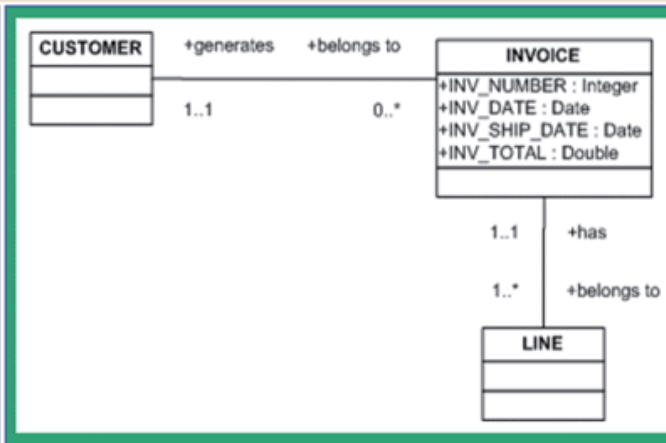 CUSTOMER
+generates
+belongs to
1..1
0..*
INVOICE
+INV_NUMBER : Integer
+INV_DATE : Date
+INV_SHIP_DATE : Date
+INV_TOTAL : Double
1..1
+has
1..*
+belongs to
LINE